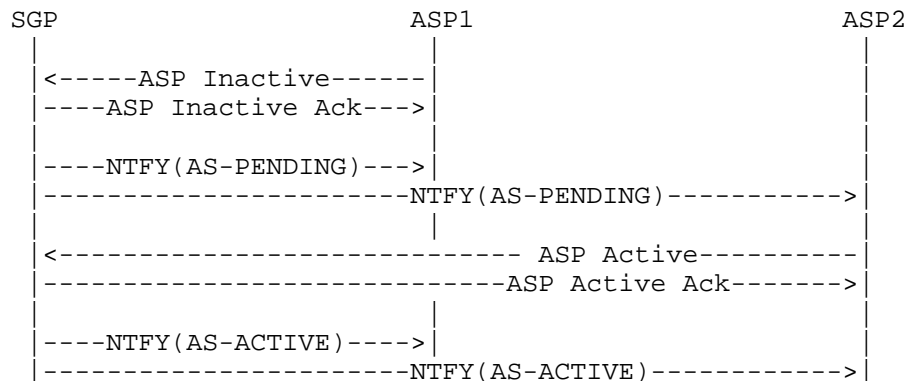 SGP                     ASP1                       ASP2
 |                        |                          |
 |<-----ASP Inactive------|                          |
 |----ASP Inactive Ack--->|                          |
 |                        |                          |
 |----NTFY(AS-PENDING)--->|                          |
 |-----------------------NTFY(AS-PENDING)----------->|
 |                        |                          |
 |<----------------------------- ASP Active----------|
 |-----------------------------ASP Active Ack------->|
 |                        |                          |
 |----NTFY(AS-ACTIVE)---->|                          |
 |-----------------------NTFY(AS-ACTIVE)------------>|